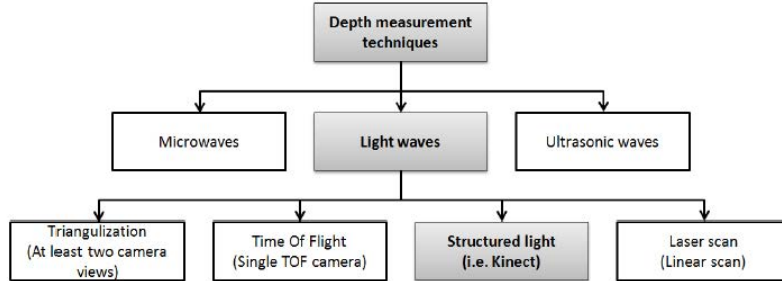 Depth measurement
techniques
Microwaves
Light waves
Ultrasonic waves
Triangulization
(At least two camera
views)
Time Of Flight
(Single TOF camera)
Structured light
(i.e. Kinect)
Laser scan
(Linear scan)